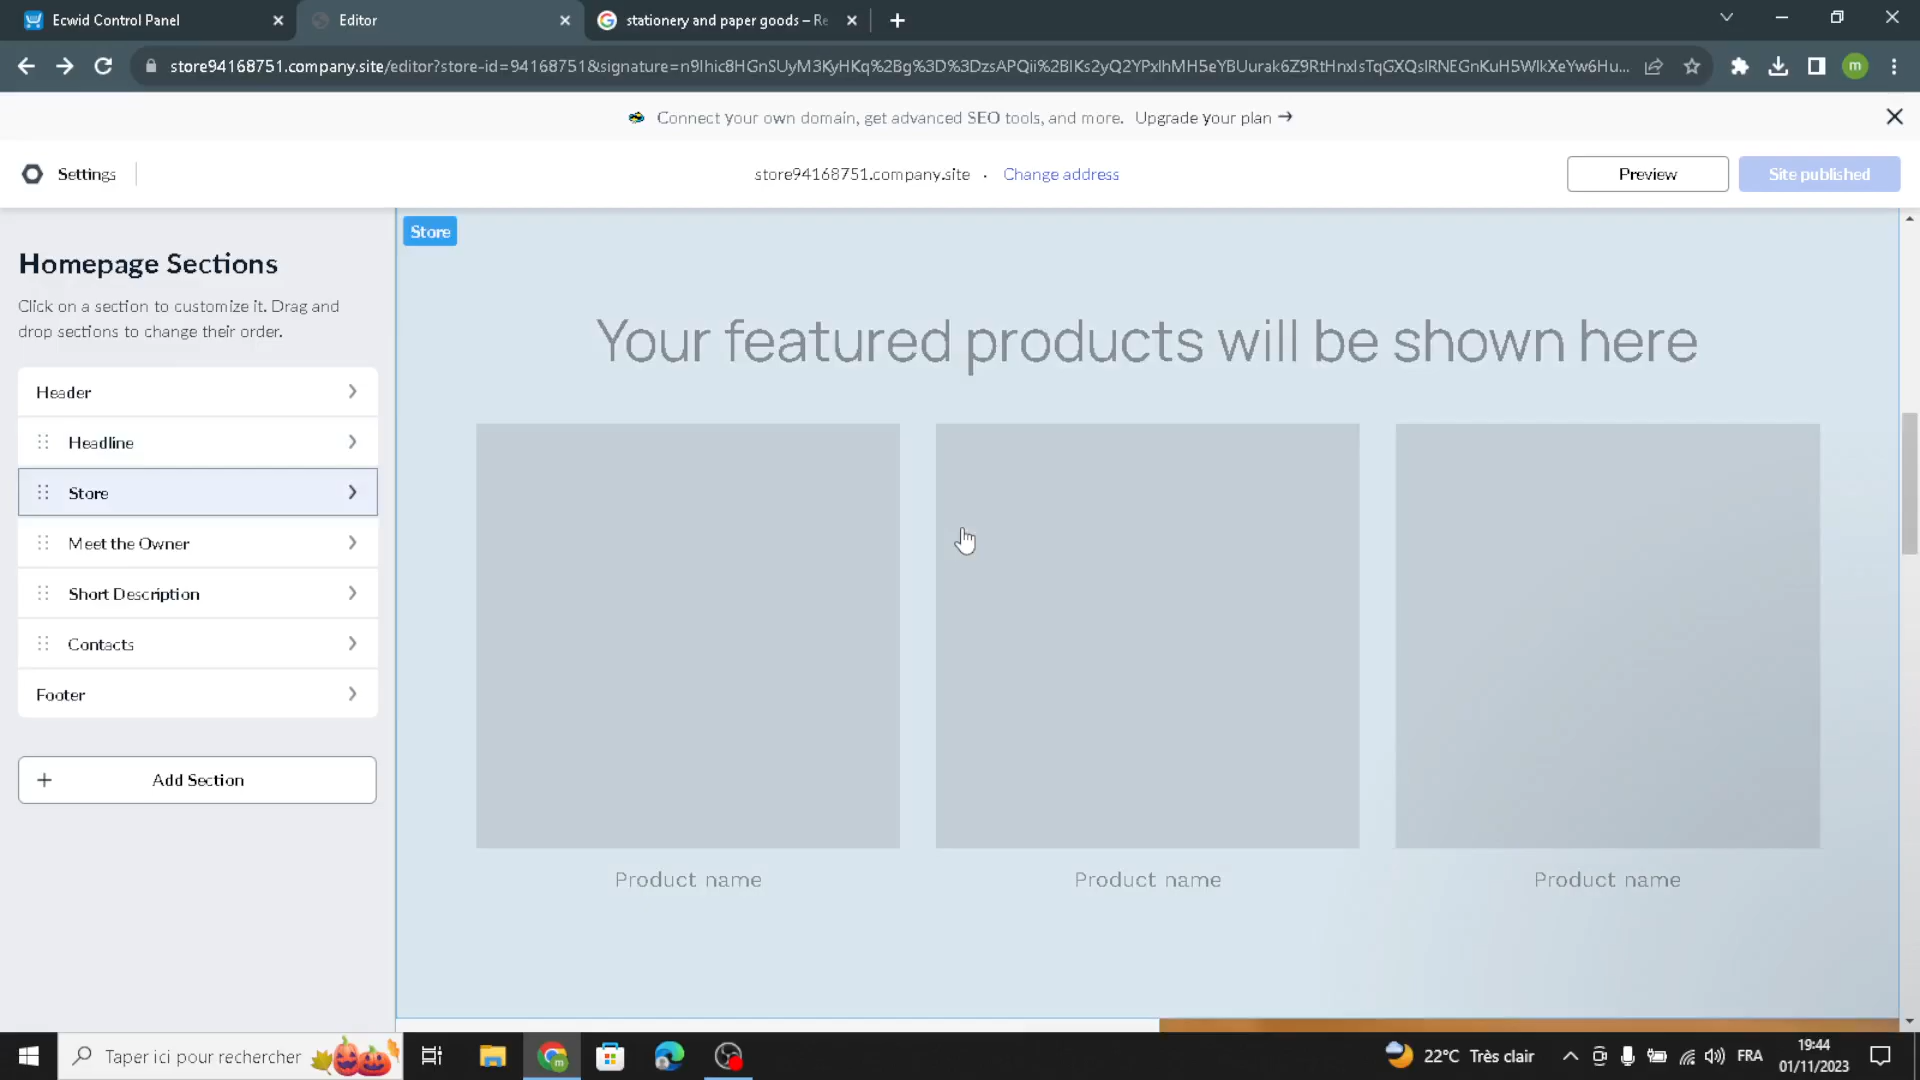 Ecwid Control Panel
Editor
stationery and paper goods – Re
store94168751.company.site/editor?store-id=94168751&signature=n9Ihic8HGnSUyM3KyHKq%2Bg%3D%3DzsAPQii%2BIKs2yQ2YPxlhMH5eYBUurak6Z9RtHnxIsTqGXQsIRNEGnKuH5WlkXeYw6Hu...
m
Connect your own domain, get advanced SEO tools, and more. Upgrade your plan →
Settings
store94168751.company.site · Change address
Preview
Site published
Homepage Sections
Click on a section to customize it. Drag and
drop sections to change their order.
Header
Headline
Store
Meet the Owner
Short Description
Contacts
Footer
+ Add Section
Store
Your featured products will be shown here
Product name
Product name
Product name
Taper ici pour rechercher
m
22°C Très clair
FRA
19:44
01/11/2023